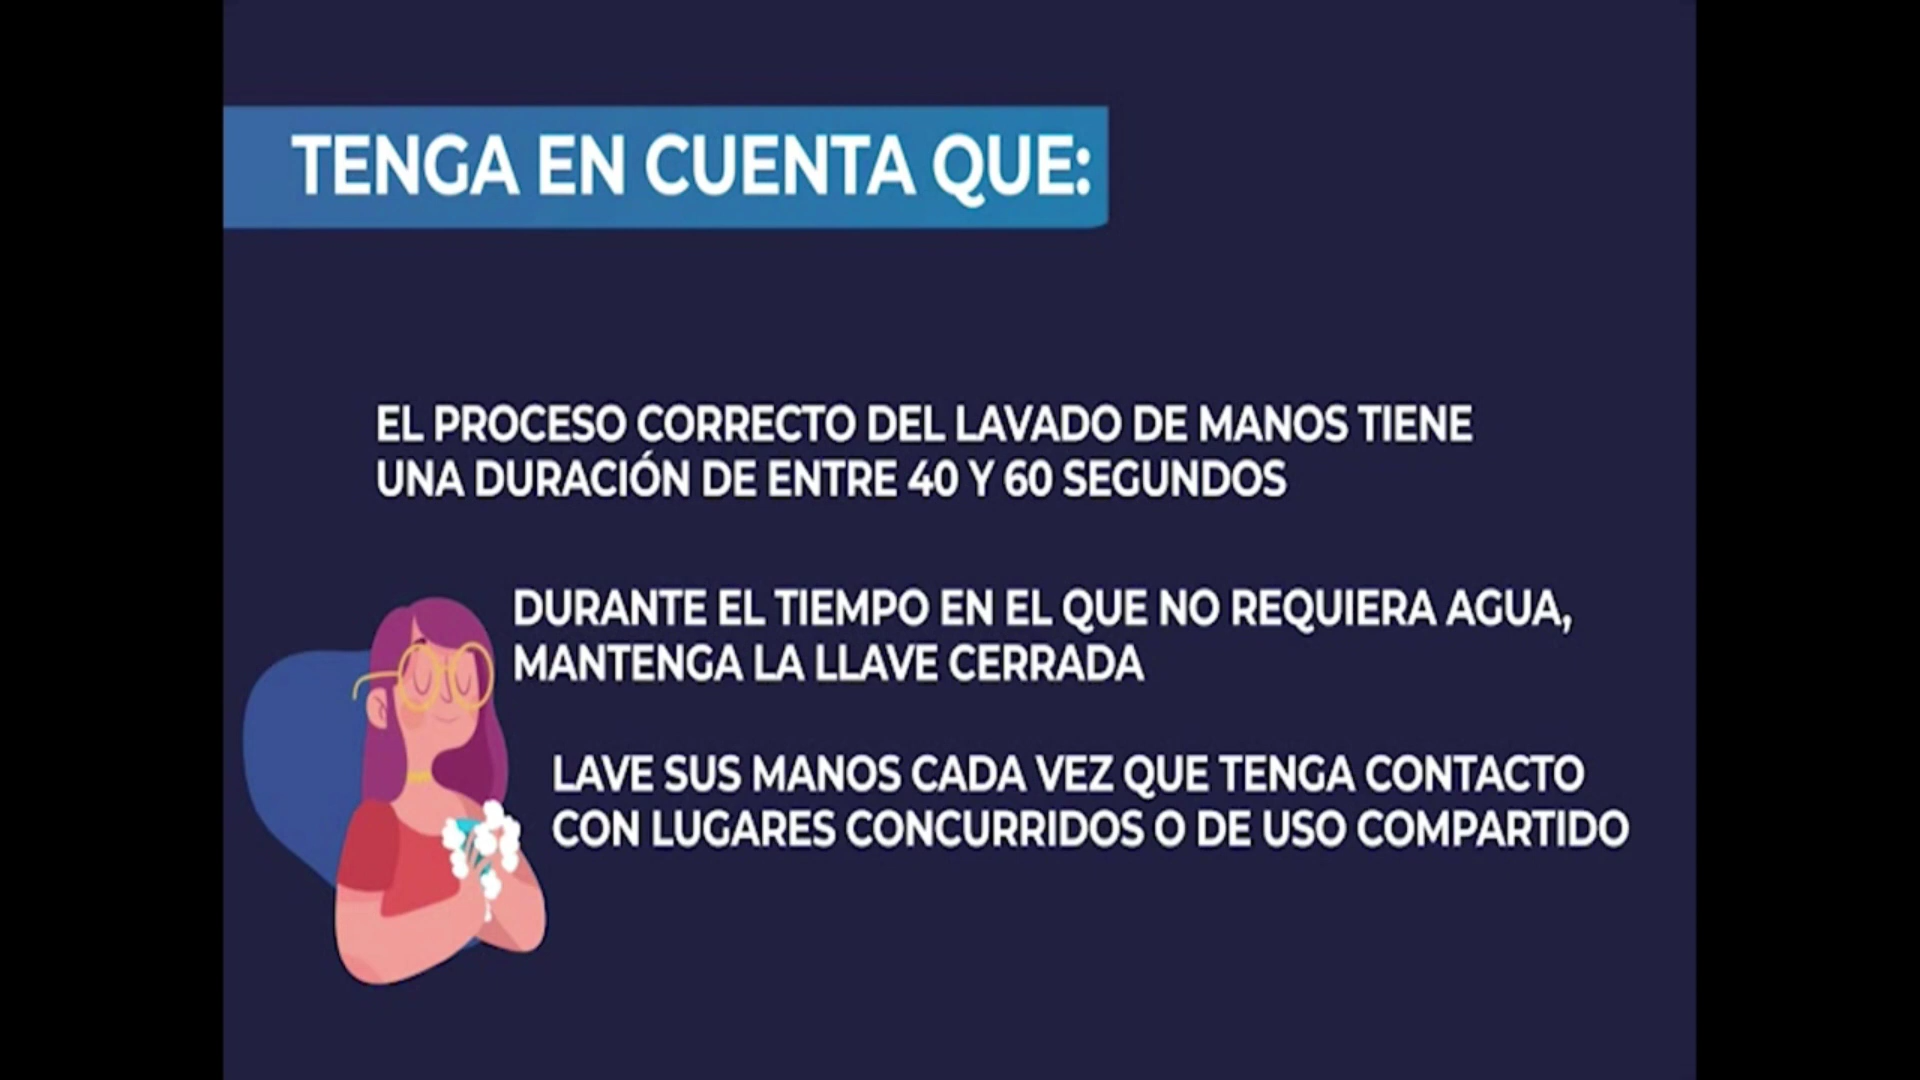 TENGA EN CUENTA QUE:
EL PROCESO CORRECTO DEL LAVADO DE MANOS TIENE
UNA DURACIÓN DE ENTRE 40 Y 60 SEGUNDOS
DURANTE EL TIEMPO EN EL QUE NO REQUIERA AGUA,
MANTENGA LA LLAVE CERRADA
LAVE SUS MANOS CADA VEZ QUE TENGA CONTACTO
CON LUGARES CONCURRIDOS O DE USO COMPARTIDO